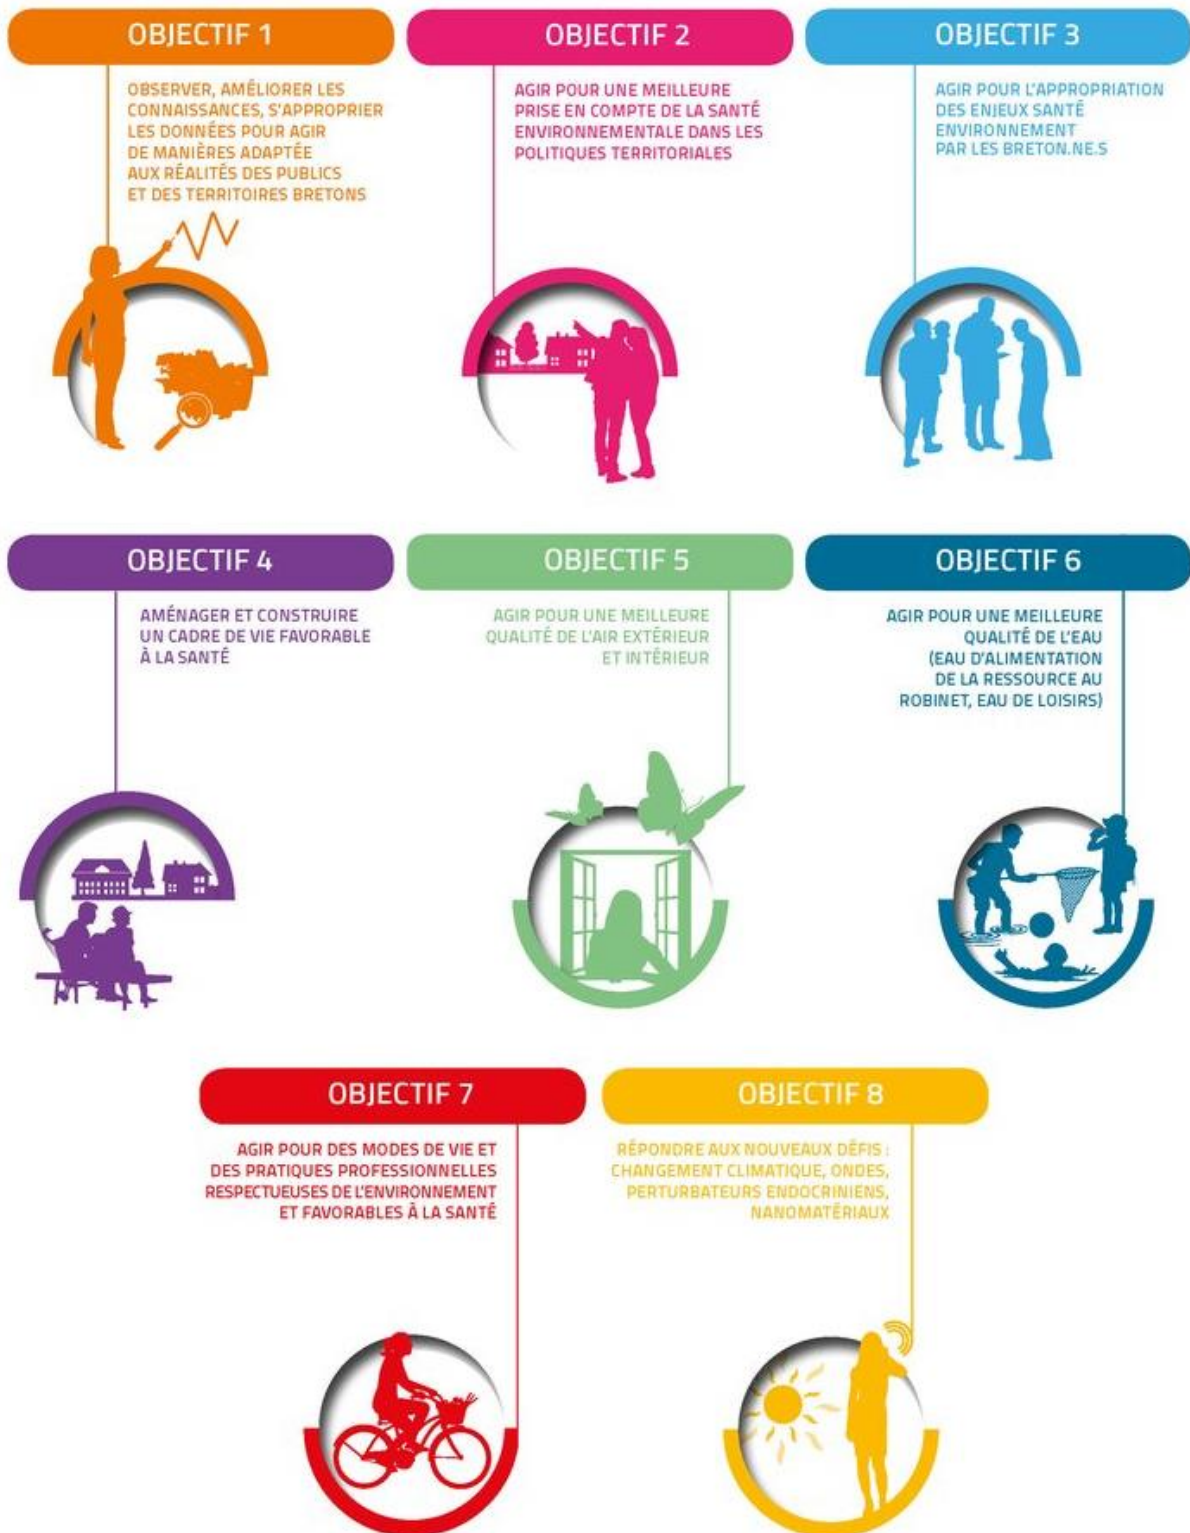 OBJECTIF 1
OBSERVER, AMÉLIORER LES
CONNAISSANCES, S'APPROPRIER
LES DONNÉES POUR AGIR
DE MANIÈRES ADAPTÉE
AUX RÉALITÉS DES PUBLICS
ET DES TERRITOIRES BRETONS
OBJECTIF 2
AGIR POUR UNE MEILLEURE
PRISE EN COMPTE DE LA SANTÉ
ENVIRONNEMENTALE DANS LES
POLITIQUES TERRITORIALES
OBJECTIF 3
AGIR POUR L'APPROPRIATION
DES ENJEUX SANTÉ
ENVIRONNEMENT
PAR LES BRETON.NE.S
OBJECTIF 4
AMÉNAGER ET CONSTRUIRE
UN CADRE DE VIE FAVORABLE
À LA SANTÉ
OBJECTIF 5
AGIR POUR UNE MEILLEURE
QUALITÉ DE L'AIR EXTÉRIEUR
ET INTÉRIEUR
OBJECTIF 6
AGIR POUR UNE MEILLEURE
QUALITÉ DE L'EAU
(EAU D'ALIMENTATION
DE LA RESSOURCE AU
ROBINET, EAU DE LOISIRS)
OBJECTIF 7
AGIR POUR DES MODES DE VIE ET
DES PRATIQUES PROFESSIONNELLES
RESPECTUEUSES DE L'ENVIRONNEMENT
ET FAVORABLES À LA SANTÉ
OBJECTIF 8
RÉPONDRE AUX NOUVEAUX DÉFIS :
CHANGEMENT CLIMATIQUE, ONDES,
PERTURBATEURS ENDOCRINIENS,
NANOMATÉRIAUX